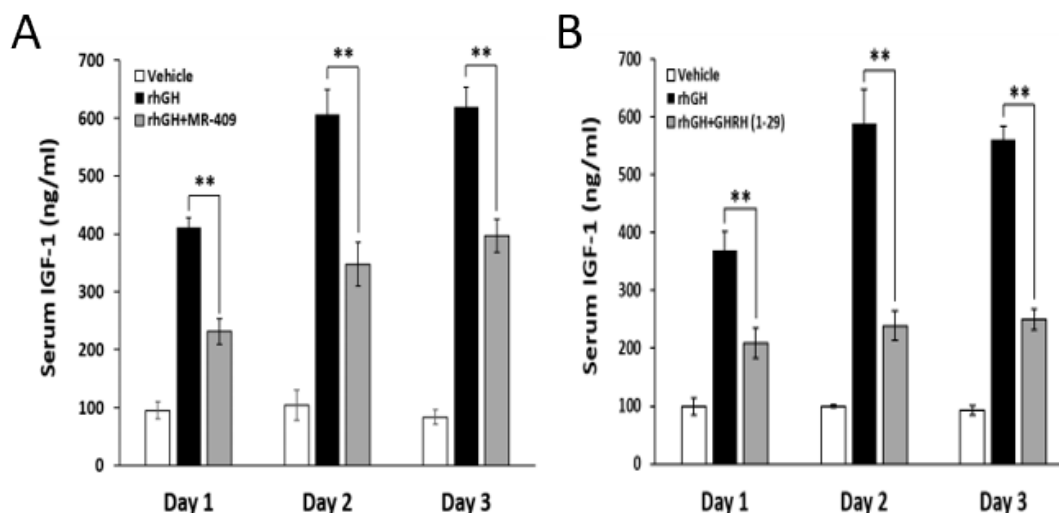 A
Serum IGF-1 (ng/ml)
700
600
500
400
300
200
100
0
Vehicle
rhGH
rhGH+MR-409
**
**
**
Day 1 Day 2 Day 3
B
Serum IGF-1 (ng/ml)
700
600
500
400
300
200
100
0
Vehicle
rhGH
rhGH+GHRH (1-29)
**
**
**
Day 1 Day 2 Day 3